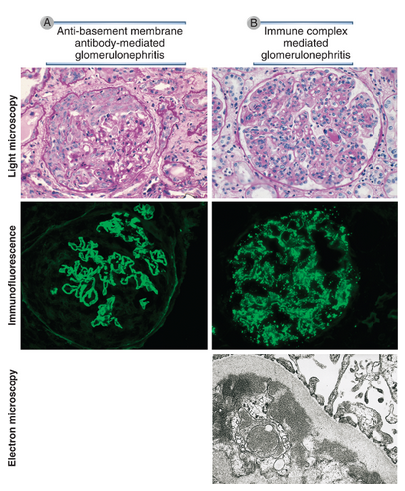 A
Anti-basement membrane
antibody-mediated
glomerulonephritis
B
Immune complex
mediated
glomerulonephritis
Light microscopy
Immunofluorescence
Electron microscopy